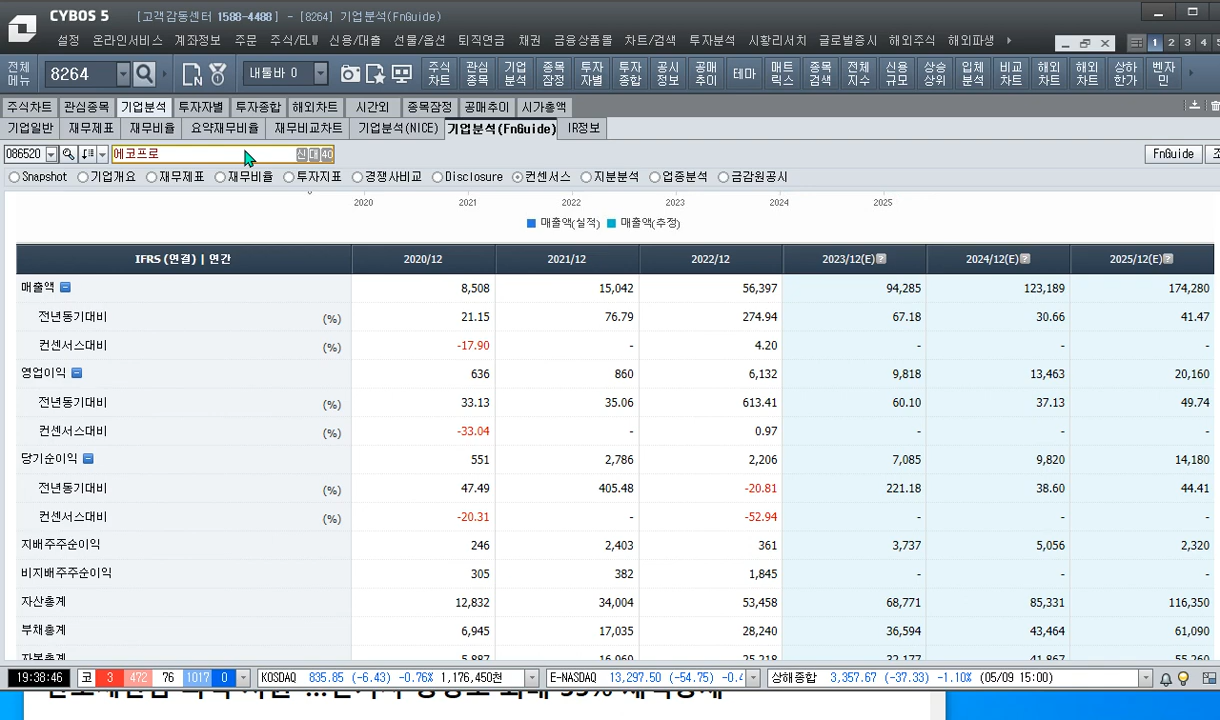 CYBOS 5 [고객감동센터 1588-4488] - [8264] 기업분석(FnGuide)
설정 온라인서비스 계좌정보 주문 주식/ELW 신용/대출 선물/옵션 퇴직연금 채권 금융상품몰 차트/검색 투자분석 시황리서치 글로벌증시 해외주식 해외파생 1 2 3 4
전체메뉴 8264 내툴바 0 주식차트 관심종목 기업분석 종목잠정 투자자별 투자종합 공시정보 공매추이 테마 매트릭스 종목검색 전체지수 신용규모 상승상위 입체분석 비교차트 해외차트 해외차트 상하한가 벤자민
주식차트 관심종목 기업분석 투자자별 투자종합 해외차트 시간외 종목잠정 공매추이 시가총액
기업일반 재무제표 재무비율 요약재무비율 재무비교차트 기업분석(NICE) 기업분석(FnGuide) IR정보
086520 에코프로 신 대 40 FnGuide 조
Snapshot 기업개요 재무제표 재무비율 투자지표 경쟁사비교 Disclosure 컨센서스 지분분석 업종분석 금감원공시
2020 2021 2022 2023 2024 2025
매출액(실적) 매출액(추정)
IFRS (연결) | 연간 2020/12 2021/12 2022/12 2023/12(E) 2024/12(E) 2025/12(E)
매출액 8,508 15,042 56,397 94,285 123,189 174,280
전년동기대비 (%) 21.15 76.79 274.94 67.18 30.66 41.47
컨센서스대비 (%) -17.90 - 4.20 - - -
영업이익 636 860 6,132 9,818 13,463 20,160
전년동기대비 (%) 33.13 35.06 613.41 60.10 37.13 49.74
컨센서스대비 (%) -33.04 - 0.97 - - -
당기순이익 551 2,786 2,206 7,085 9,820 14,180
전년동기대비 (%) 47.49 405.48 -20.81 221.18 38.60 44.41
컨센서스대비 (%) -20.31 - -52.94 - - -
지배주주순이익 246 2,403 361 3,737 5,056 2,320
비지배주주순이익 305 382 1,845 - - -
자산총계 12,832 34,004 53,458 68,771 85,331 116,350
부채총계 6,945 17,035 28,240 36,594 43,464 61,090
자본총계 5,887 16,969 25,218 32,177 41,867 55,260
19:38:46 코 3 472 76 1017 0 KOSDAQ 835.85 (-6.43) -0.76% 1,176,450천 E-NASDAQ 13,297.50 (-54.75) -0.4 상해종합 3,357.67 (-37.33) -1.10% (05/09 15:00)